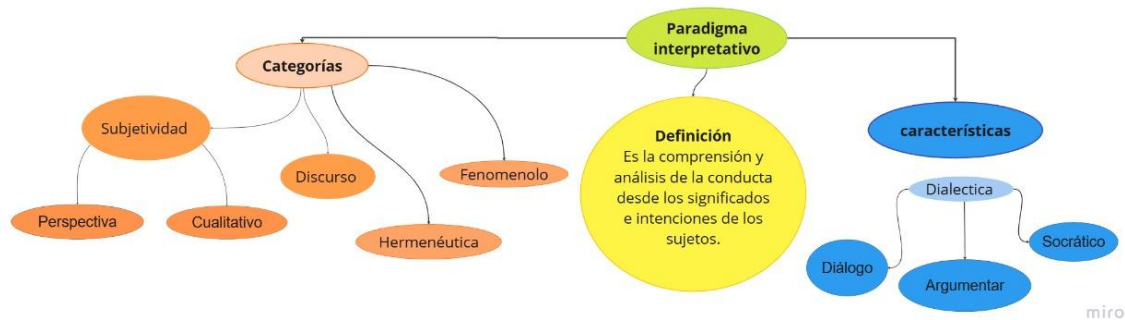 Paradigma
interpretativo
Categorías
Subjetividad
Perspectiva
Cualitativo
Discurso
Hermenéutica
Fenomenolo
Definición
Es la comprensión y
análisis de la conducta
desde los significados
e intenciones de los
sujetos.
característícas
Dialectica
Diálogo
Argumentar
Socrático
miro